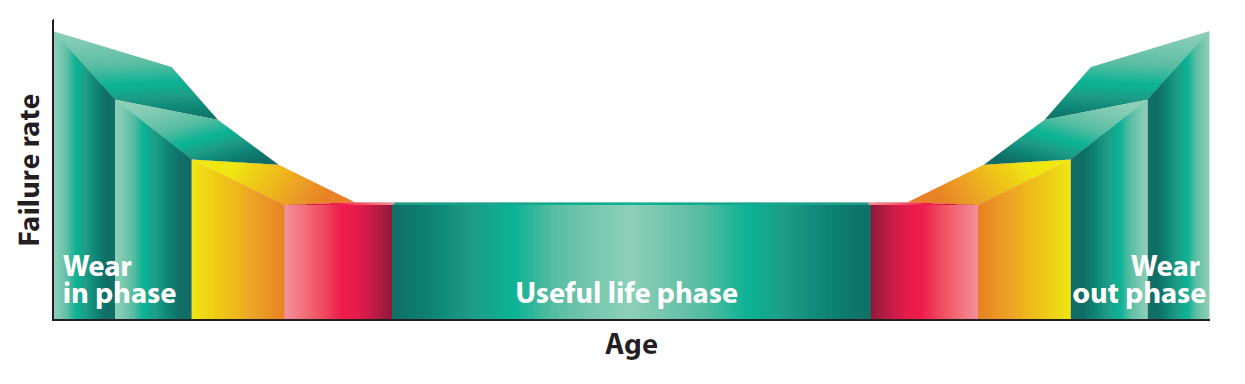 Failure rate
Wear
in phase
Useful life phase
Wear
out phase
Age